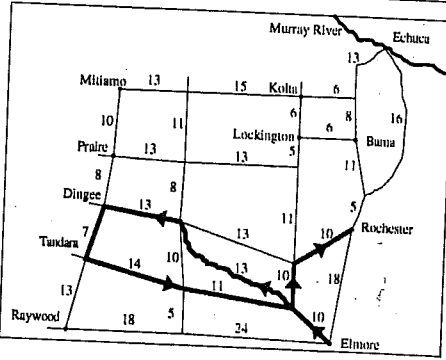 Murray River
Echuca
13
Mitiamo
13
15
Kotta
6
16
10
11
6
8
Lockington
6
Bama
Praire
13
13
5
11
8
8
Dingee
13
11
5
Rochester
13
10
7
Tandara
10
13
10
18
14
11
13
5
10
Raywood
18
24
Elmore